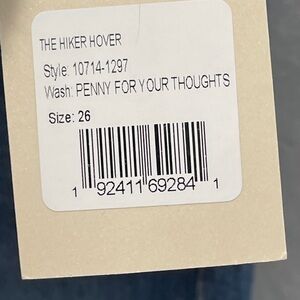 THE HIKER HOVER
Style: 10714-1297
Wash: PENNY FOR YOUR THOUGHTS
Size: 26
1 92411 69284 1